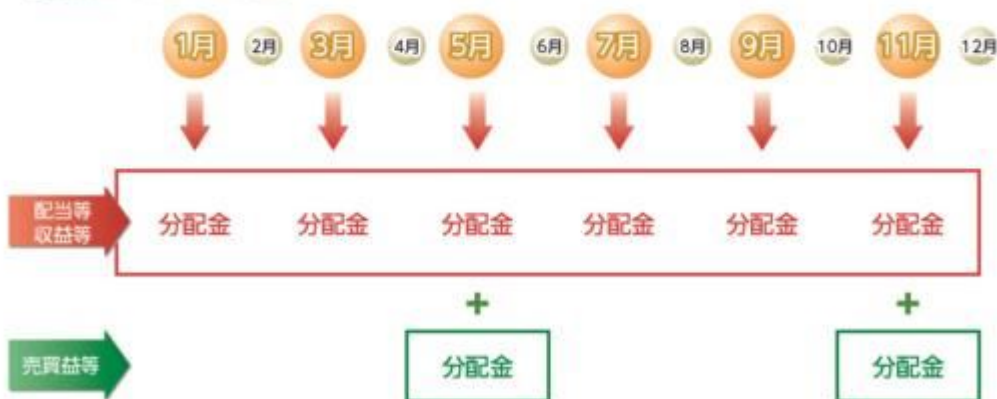 1月 2月 3月 4月 5月 6月 7月 8月 9月 10月 11月 12月
配当等
収益等
分配金 分配金 分配金 分配金 分配金 分配金
+ +
売買益等
分配金 分配金